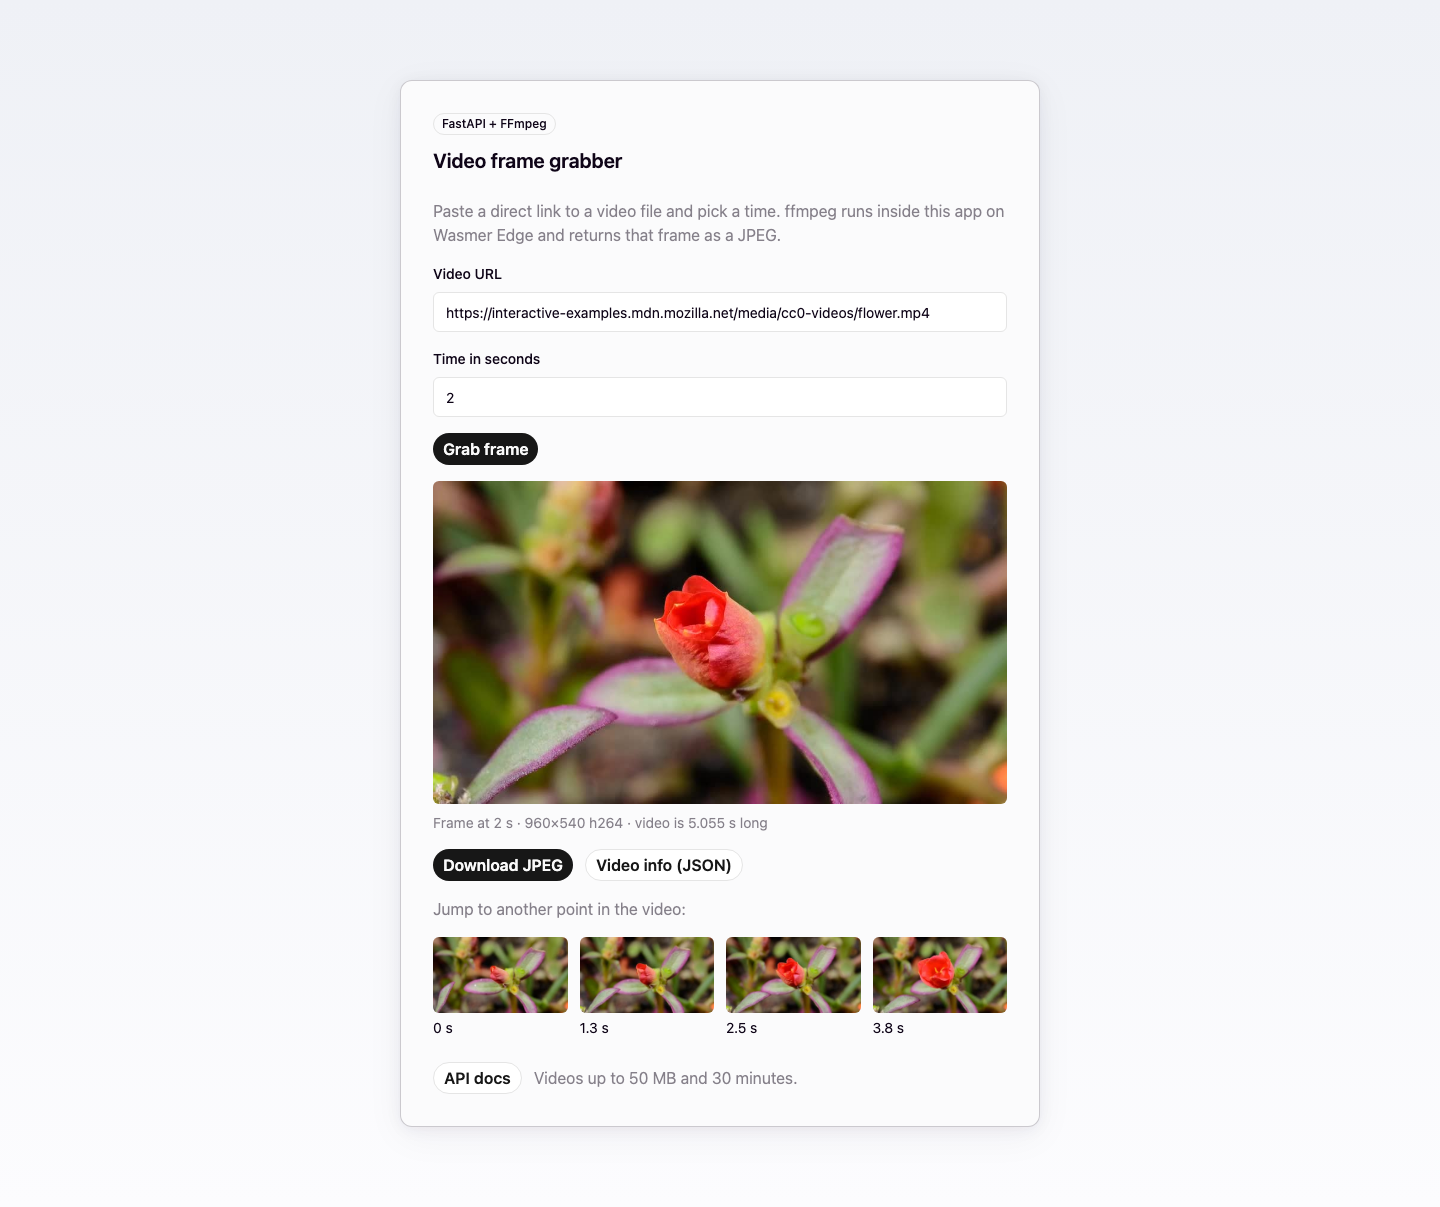 FastAPI + FFmpeg
Video frame grabber
Paste a direct link to a video file and pick a time. ffmpeg runs inside this app on
Wasmer Edge and returns that frame as a JPEG.
Video URL
https://interactive-examples.mdn.mozilla.net/media/cc0-videos/flower.mp4
Time in seconds
2
Grab frame
Frame at 2 s · 960×540 h264 · video is 5.055 s long
Download JPEG Video info (JSON)
Jump to another point in the video:
0 s 1.3 s 2.5 s 3.8 s
API docs Videos up to 50 MB and 30 minutes.